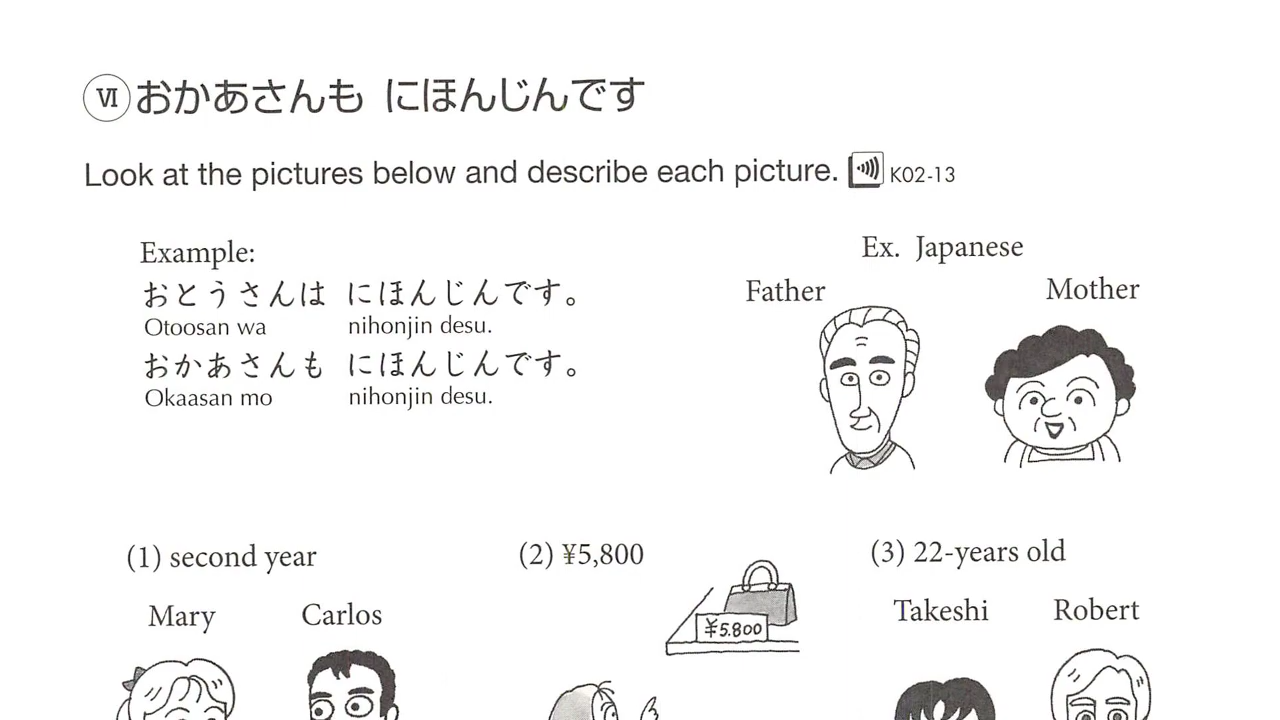 Ⅵ おかあさんも にほんじんです
Look at the pictures below and describe each picture. K02-13
Example:
おとうさんは にほんじんです。
Otoosan wa nihonjin desu.
おかあさんも にほんじんです。
Okaasan mo nihonjin desu.
Ex. Japanese
Father Mother
(1) second year
Mary Carlos
(2) ¥5,800
¥5.800
(3) 22-years old
Takeshi Robert